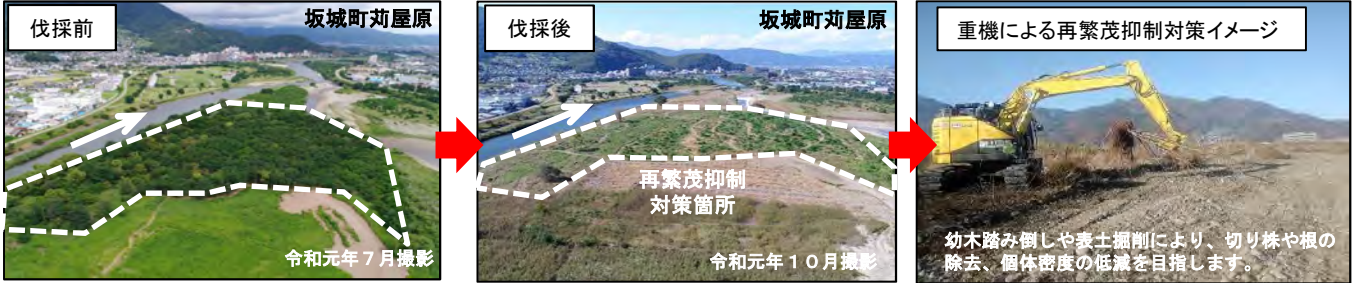 伐採前
坂城町苅屋原
令和元年７月撮影
伐採後
坂城町苅屋原
再繁茂抑制
対策箇所
令和元年１０月撮影
重機による再繁茂抑制対策イメージ
幼木踏み倒しや表土掘削により、切り株や根の
除去、個体密度の低減を目指します。